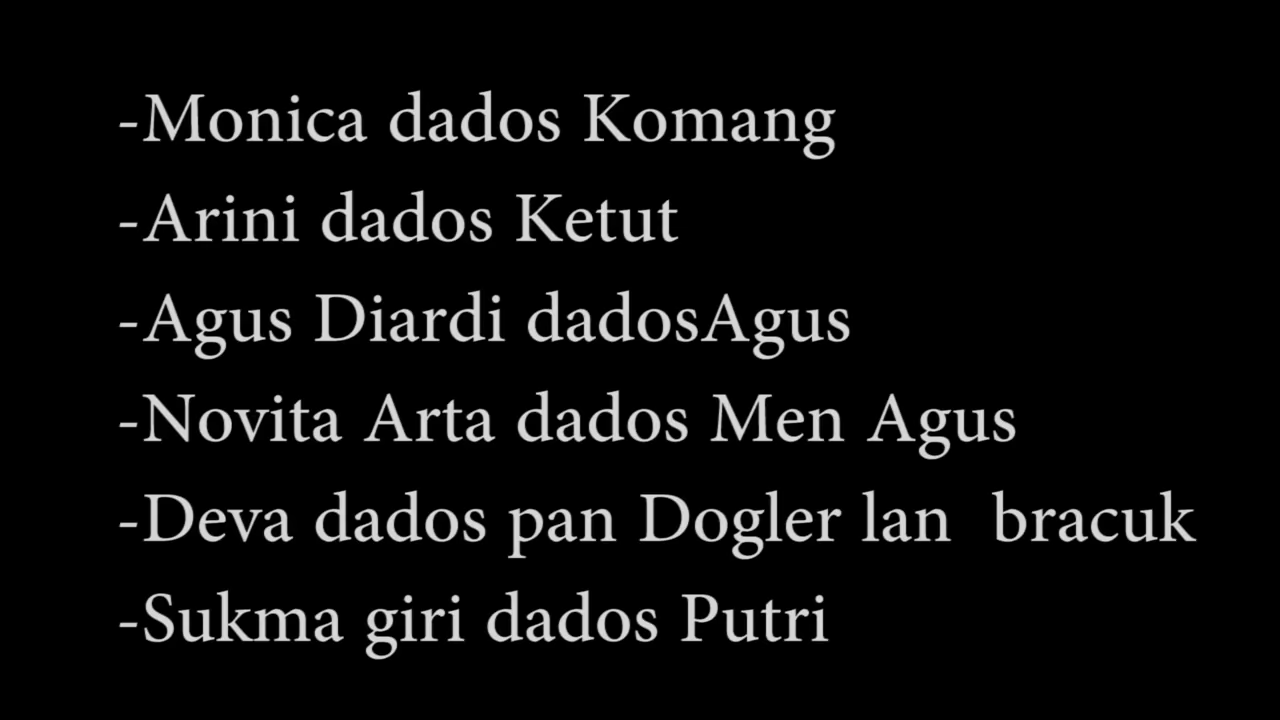 -Monica dados Komang
-Arini dados Ketut
-Agus Diardi dadosAgus
-Novita Arta dados Men Agus
-Deva dados pan Dogler lan  bracuk
-Sukma giri dados Putri